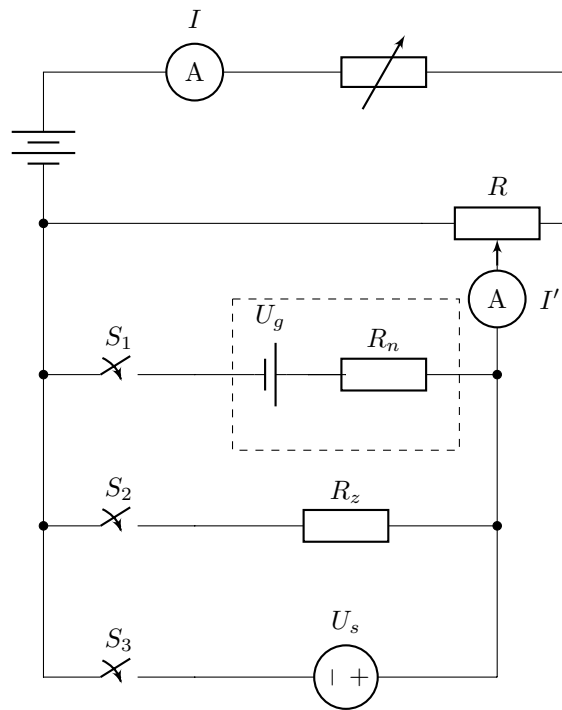 I
A
R
A I'
U_g
S_1 R_n
S_2 R_z
U_s
S_3